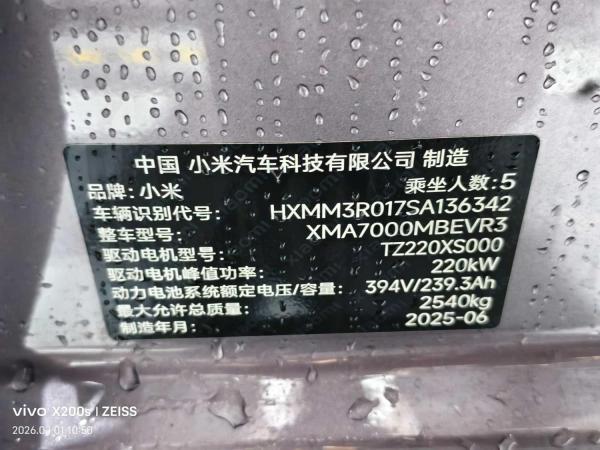 中国 小米汽车科技有限公司 制造
品牌:小米 乘坐人数:5
车辆识别代号: HXMM3R017SA136342
整车型号: XMA7000MBEVR3
驱动电机型号: TZ220XS000
驱动电机峰值功率: 220kW
动力电池系统额定电压/容量: 394V/239.3Ah
最大允许总质量: 2540kg
制造年月: 2025-06
vivo X200s | ZEISS
10:50